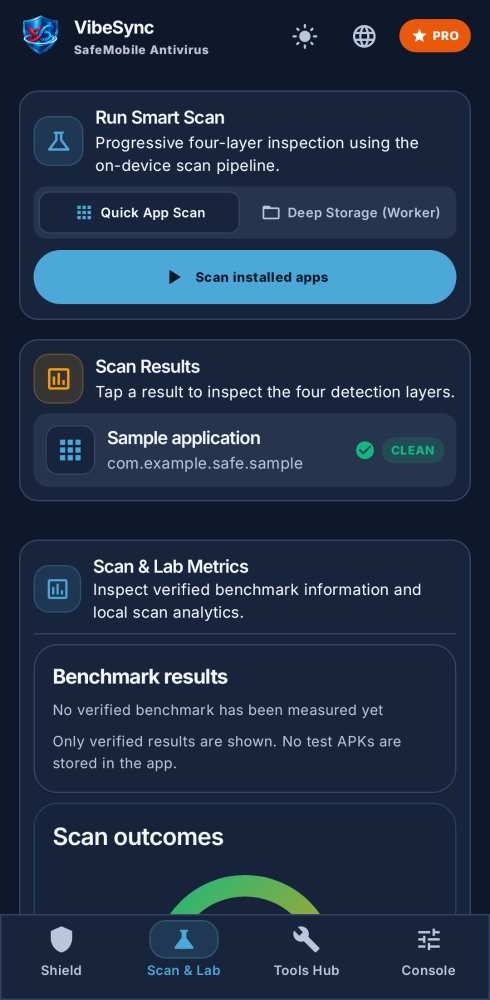 VibeSync
SafeMobile Antivirus
PRO
Run Smart Scan
Progressive four-layer inspection using the
on-device scan pipeline.
Quick App Scan
Deep Storage (Worker)
Scan installed apps
Scan Results
Tap a result to inspect the four detection layers.
Sample application
com.example.safe.sample
CLEAN
Scan & Lab Metrics
Inspect verified benchmark information and
local scan analytics.
Benchmark results
No verified benchmark has been measured yet
Only verified results are shown. No test APKs are
stored in the app.
Scan outcomes
Shield
Scan & Lab
Tools Hub
Console